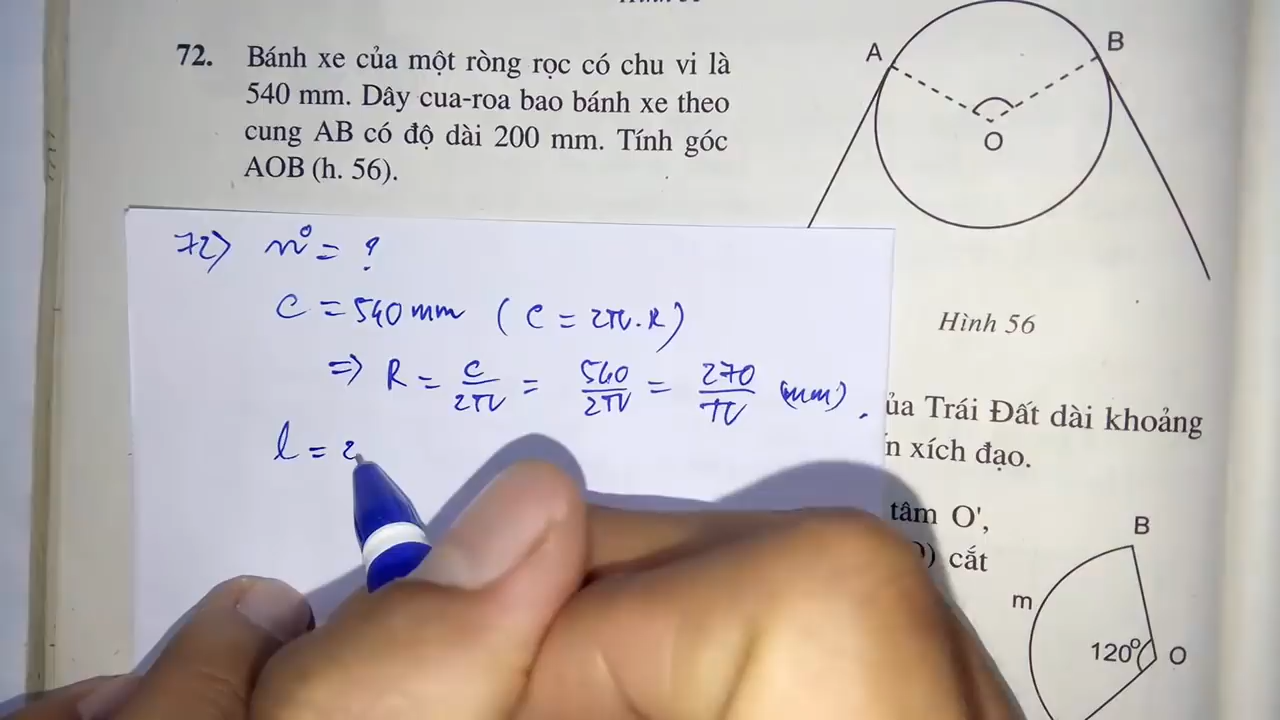 72. Bánh xe của một ròng rọc có chu vi là
540 mm. Dây cua-roa bao bánh xe theo
cung AB có độ dài 200 mm. Tính góc
AOB (h. 56).
A
B
O
Hình 56
72) n° = ?
C = 540 mm ( C = 2π.R )
=> R = C/2π = 540/2π = 270/π (mm).
l = 2
ủa Trái Đất dài khoảng
n xích đạo.
tâm O',
) cắt
B
m
120° O